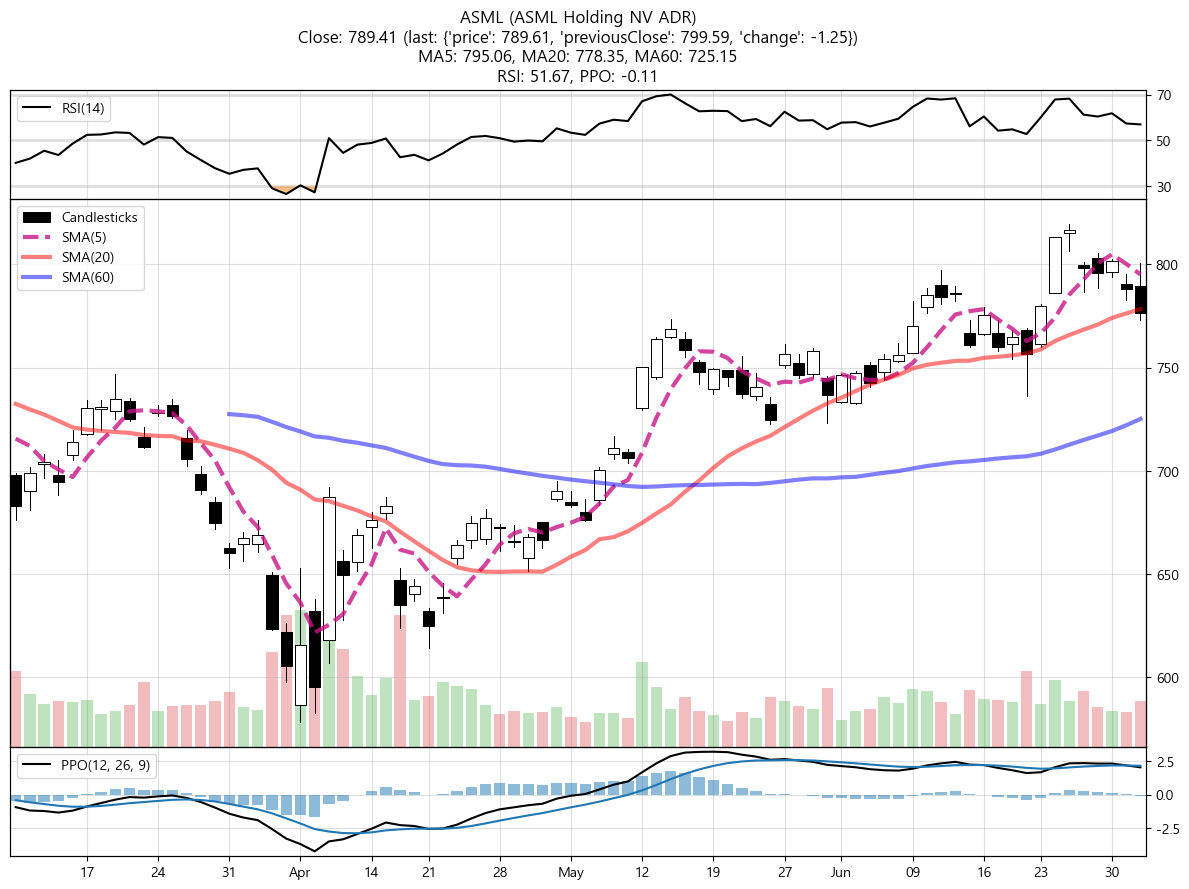 ASML (ASML Holding NV ADR)
Close: 789.41 (last: {'price': 789.61, 'previousClose': 799.59, 'change': -1.25})
MA5: 795.06, MA20: 778.35, MA60: 725.15
RSI: 51.67, PPO: -0.11
RSI(14)
70
50
30
Candlesticks
SMA(5)
SMA(20)
SMA(60)
800
750
700
650
600
PPO(12, 26, 9)
2.5
0.0
-2.5
17 24 31 Apr 14 21 28 May 12 19 27 Jun 09 16 23 30